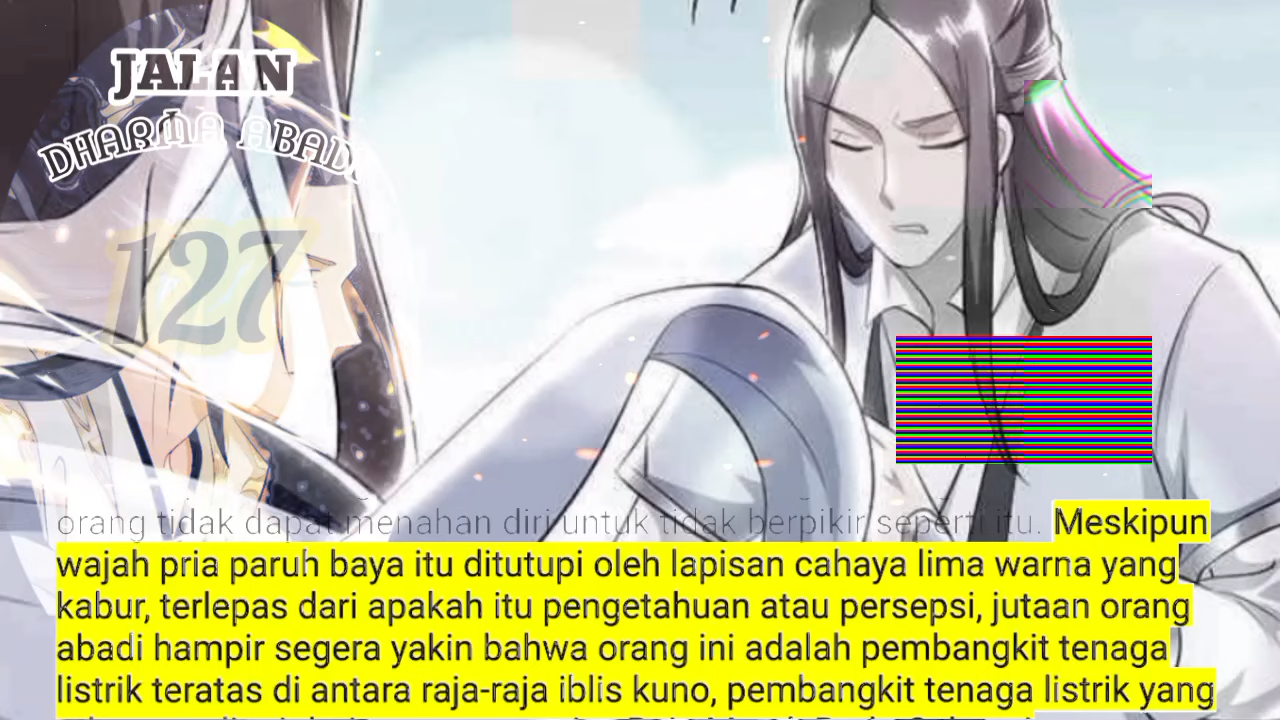 JALAN
DHARMA ABADI
127
orang tidak dapat menahan diri untuk tidak berpikir seperti itu. Meskipun
wajah pria paruh baya itu ditutupi oleh lapisan cahaya lima warna yang
kabur, terlepas dari apakah itu pengetahuan atau persepsi, jutaan orang
abadi hampir segera yakin bahwa orang ini adalah pembangkit tenaga
listrik teratas di antara raja-raja iblis kuno, pembangkit tenaga listrik yang